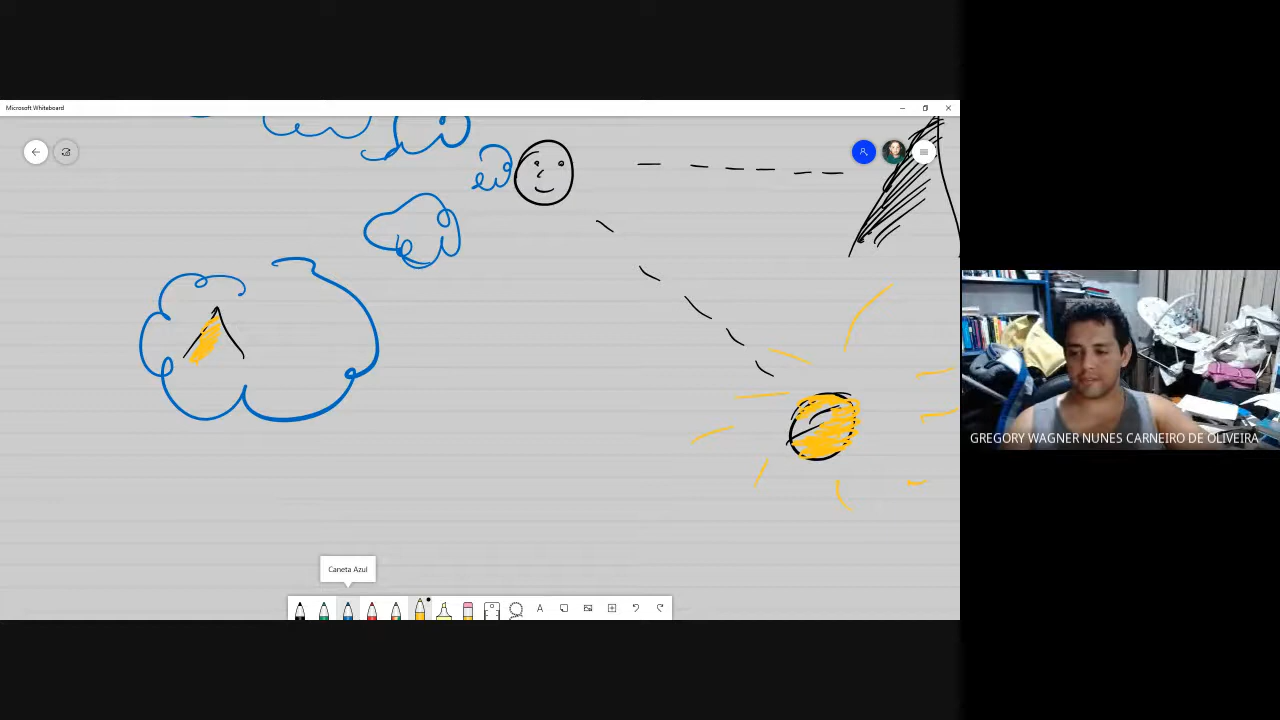 Microsoft Whiteboard
GREGORY WAGNER NUNES CARNEIRO DE OLIVEIRA
Caneta Azul
A